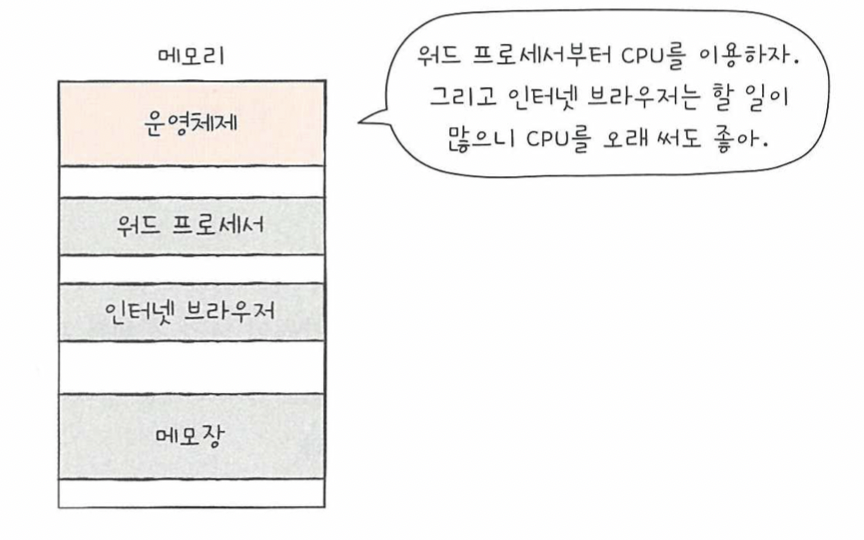 메모리
운영체제
워드 프로세서
인터넷 브라우저
메모장
워드 프로세서부터 CPU를 이용하자.
그리고 인터넷 브라우저는 할 일이
많으니 CPU를 오래 써도 좋아.